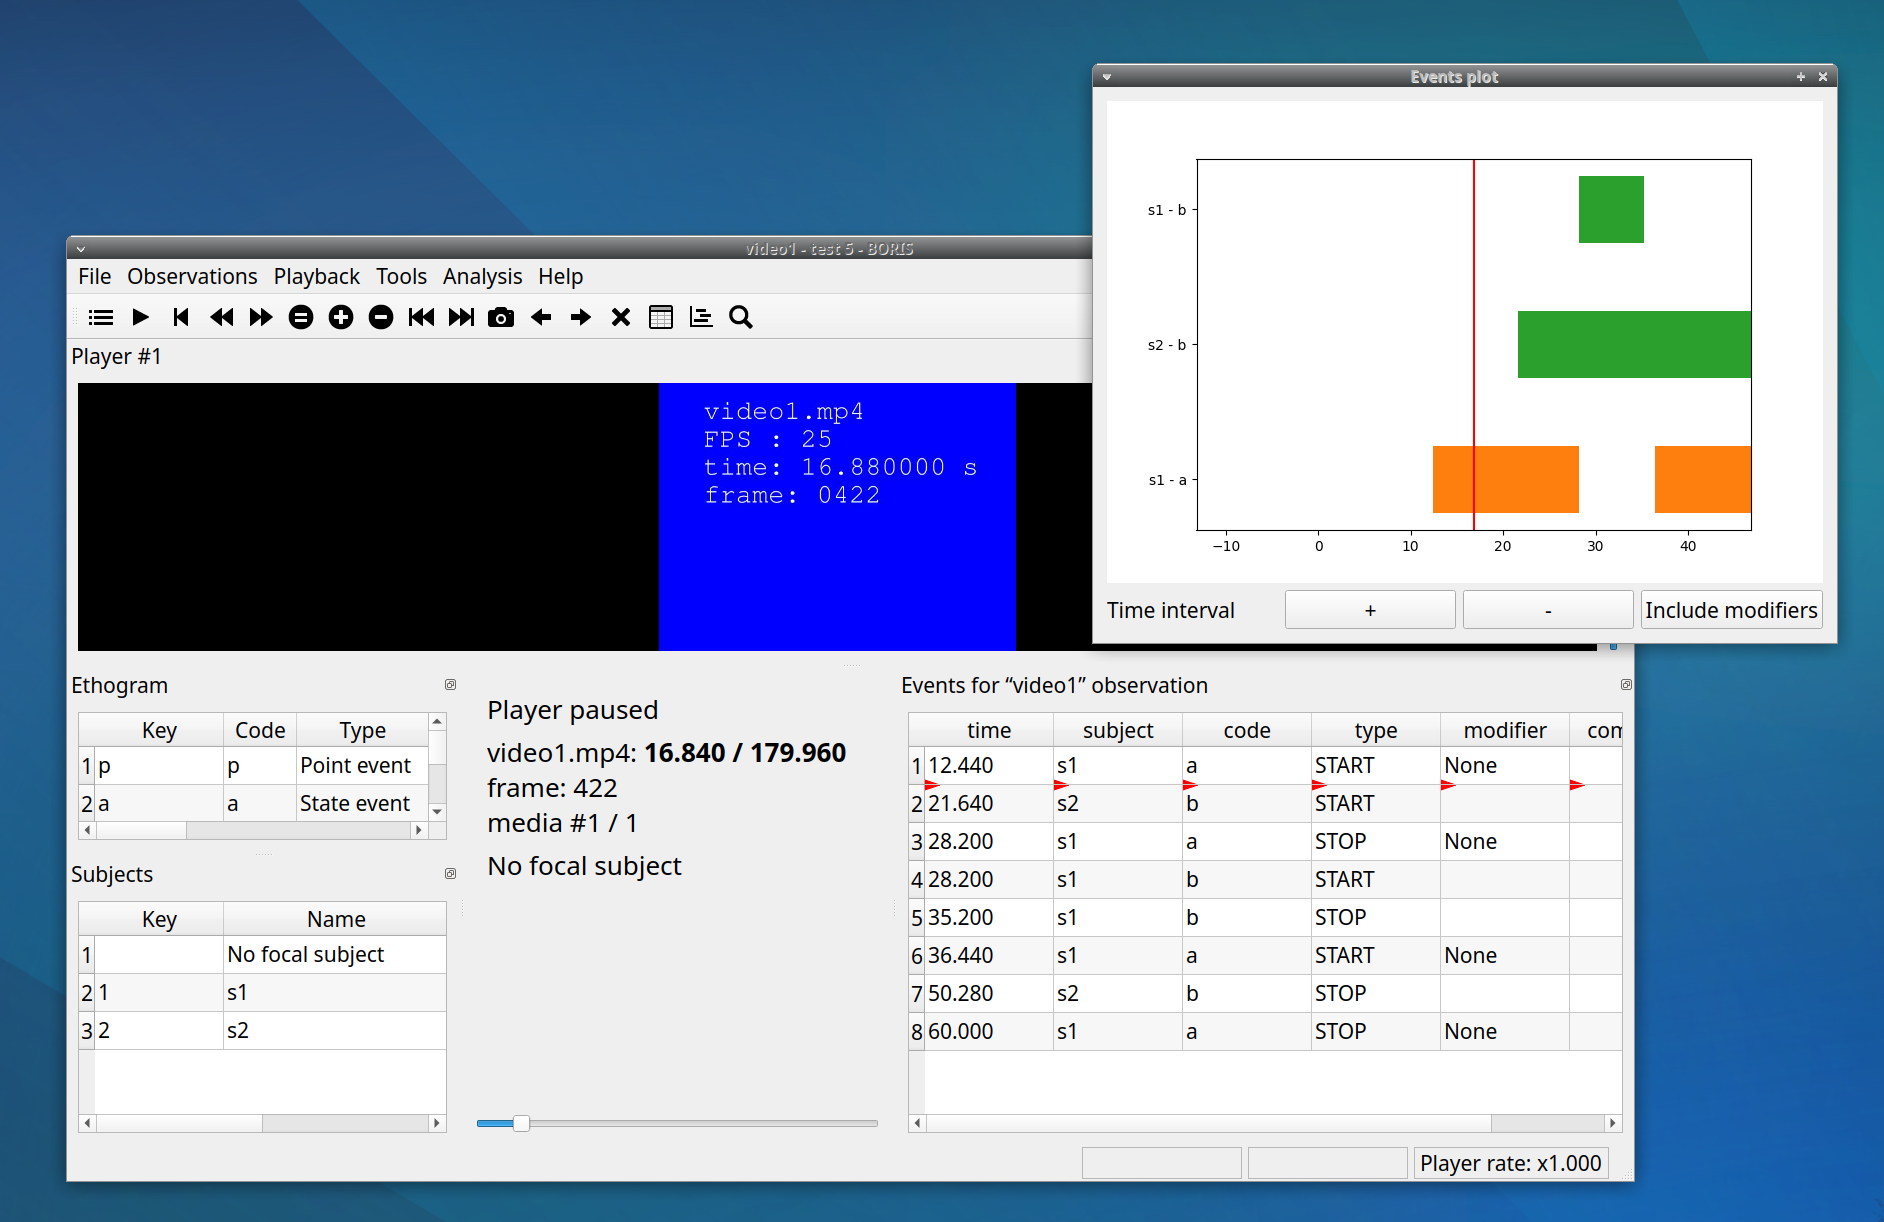 Events plot
s1 - b
s2 - b
s1 - a
−10 0 10 20 30 40
Time interval + - Include modifiers
video1 - test 5 - BORIS
File Observations Playback Tools Analysis Help
Player #1
video1.mp4
FPS : 25
time: 16.880000 s
frame: 0422
Ethogram
Key Code Type
1 p p Point event
2 a a State event
Subjects
Key Name
1 No focal subject
2 1 s1
3 2 s2
Player paused
video1.mp4: 16.840 / 179.960
frame: 422
media #1 / 1
No focal subject
Events for “video1” observation
time subject code type modifier com
1 12.440 s1 a START None
2 21.640 s2 b START
3 28.200 s1 a STOP None
4 28.200 s1 b START
5 35.200 s1 b STOP
6 36.440 s1 a START None
7 50.280 s2 b STOP
8 60.000 s1 a STOP None
Player rate: x1.000